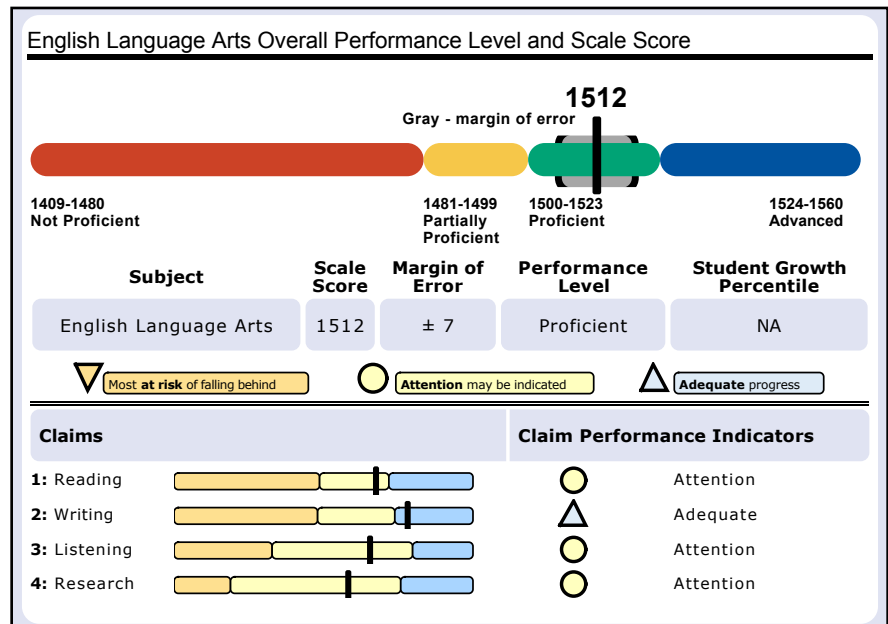 English Language Arts Overall Performance Level and Scale Score
1512
Gray - margin of error
1409-1480
Not Proficient
1481-1499
Partially
Proficient
1500-1523
Proficient
1524-1560
Advanced
Subject
Scale
Score
Margin of
Error
Performance
Level
Student Growth
Percentile
English Language Arts
1512
± 7
Proficient
NA
Most at risk of falling behind
Attention may be indicated
Adequate progress
Claims
Claim Performance Indicators
1: Reading
Attention
2: Writing
Adequate
3: Listening
Attention
4: Research
Attention